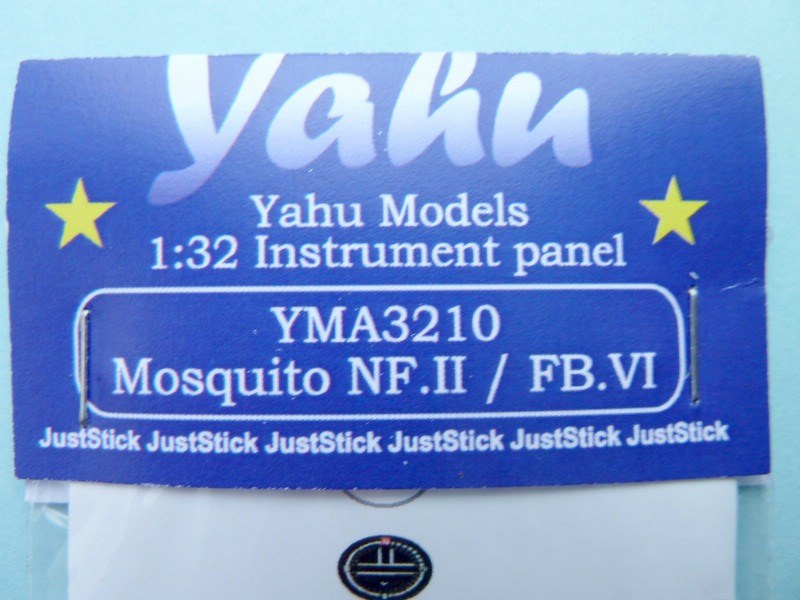 Yahu
Yahu Models
1:32 Instrument panel
YMA3210
Mosquito NF.II / FB.VI
JustStick JustStick JustStick JustStick JustStick JustStick